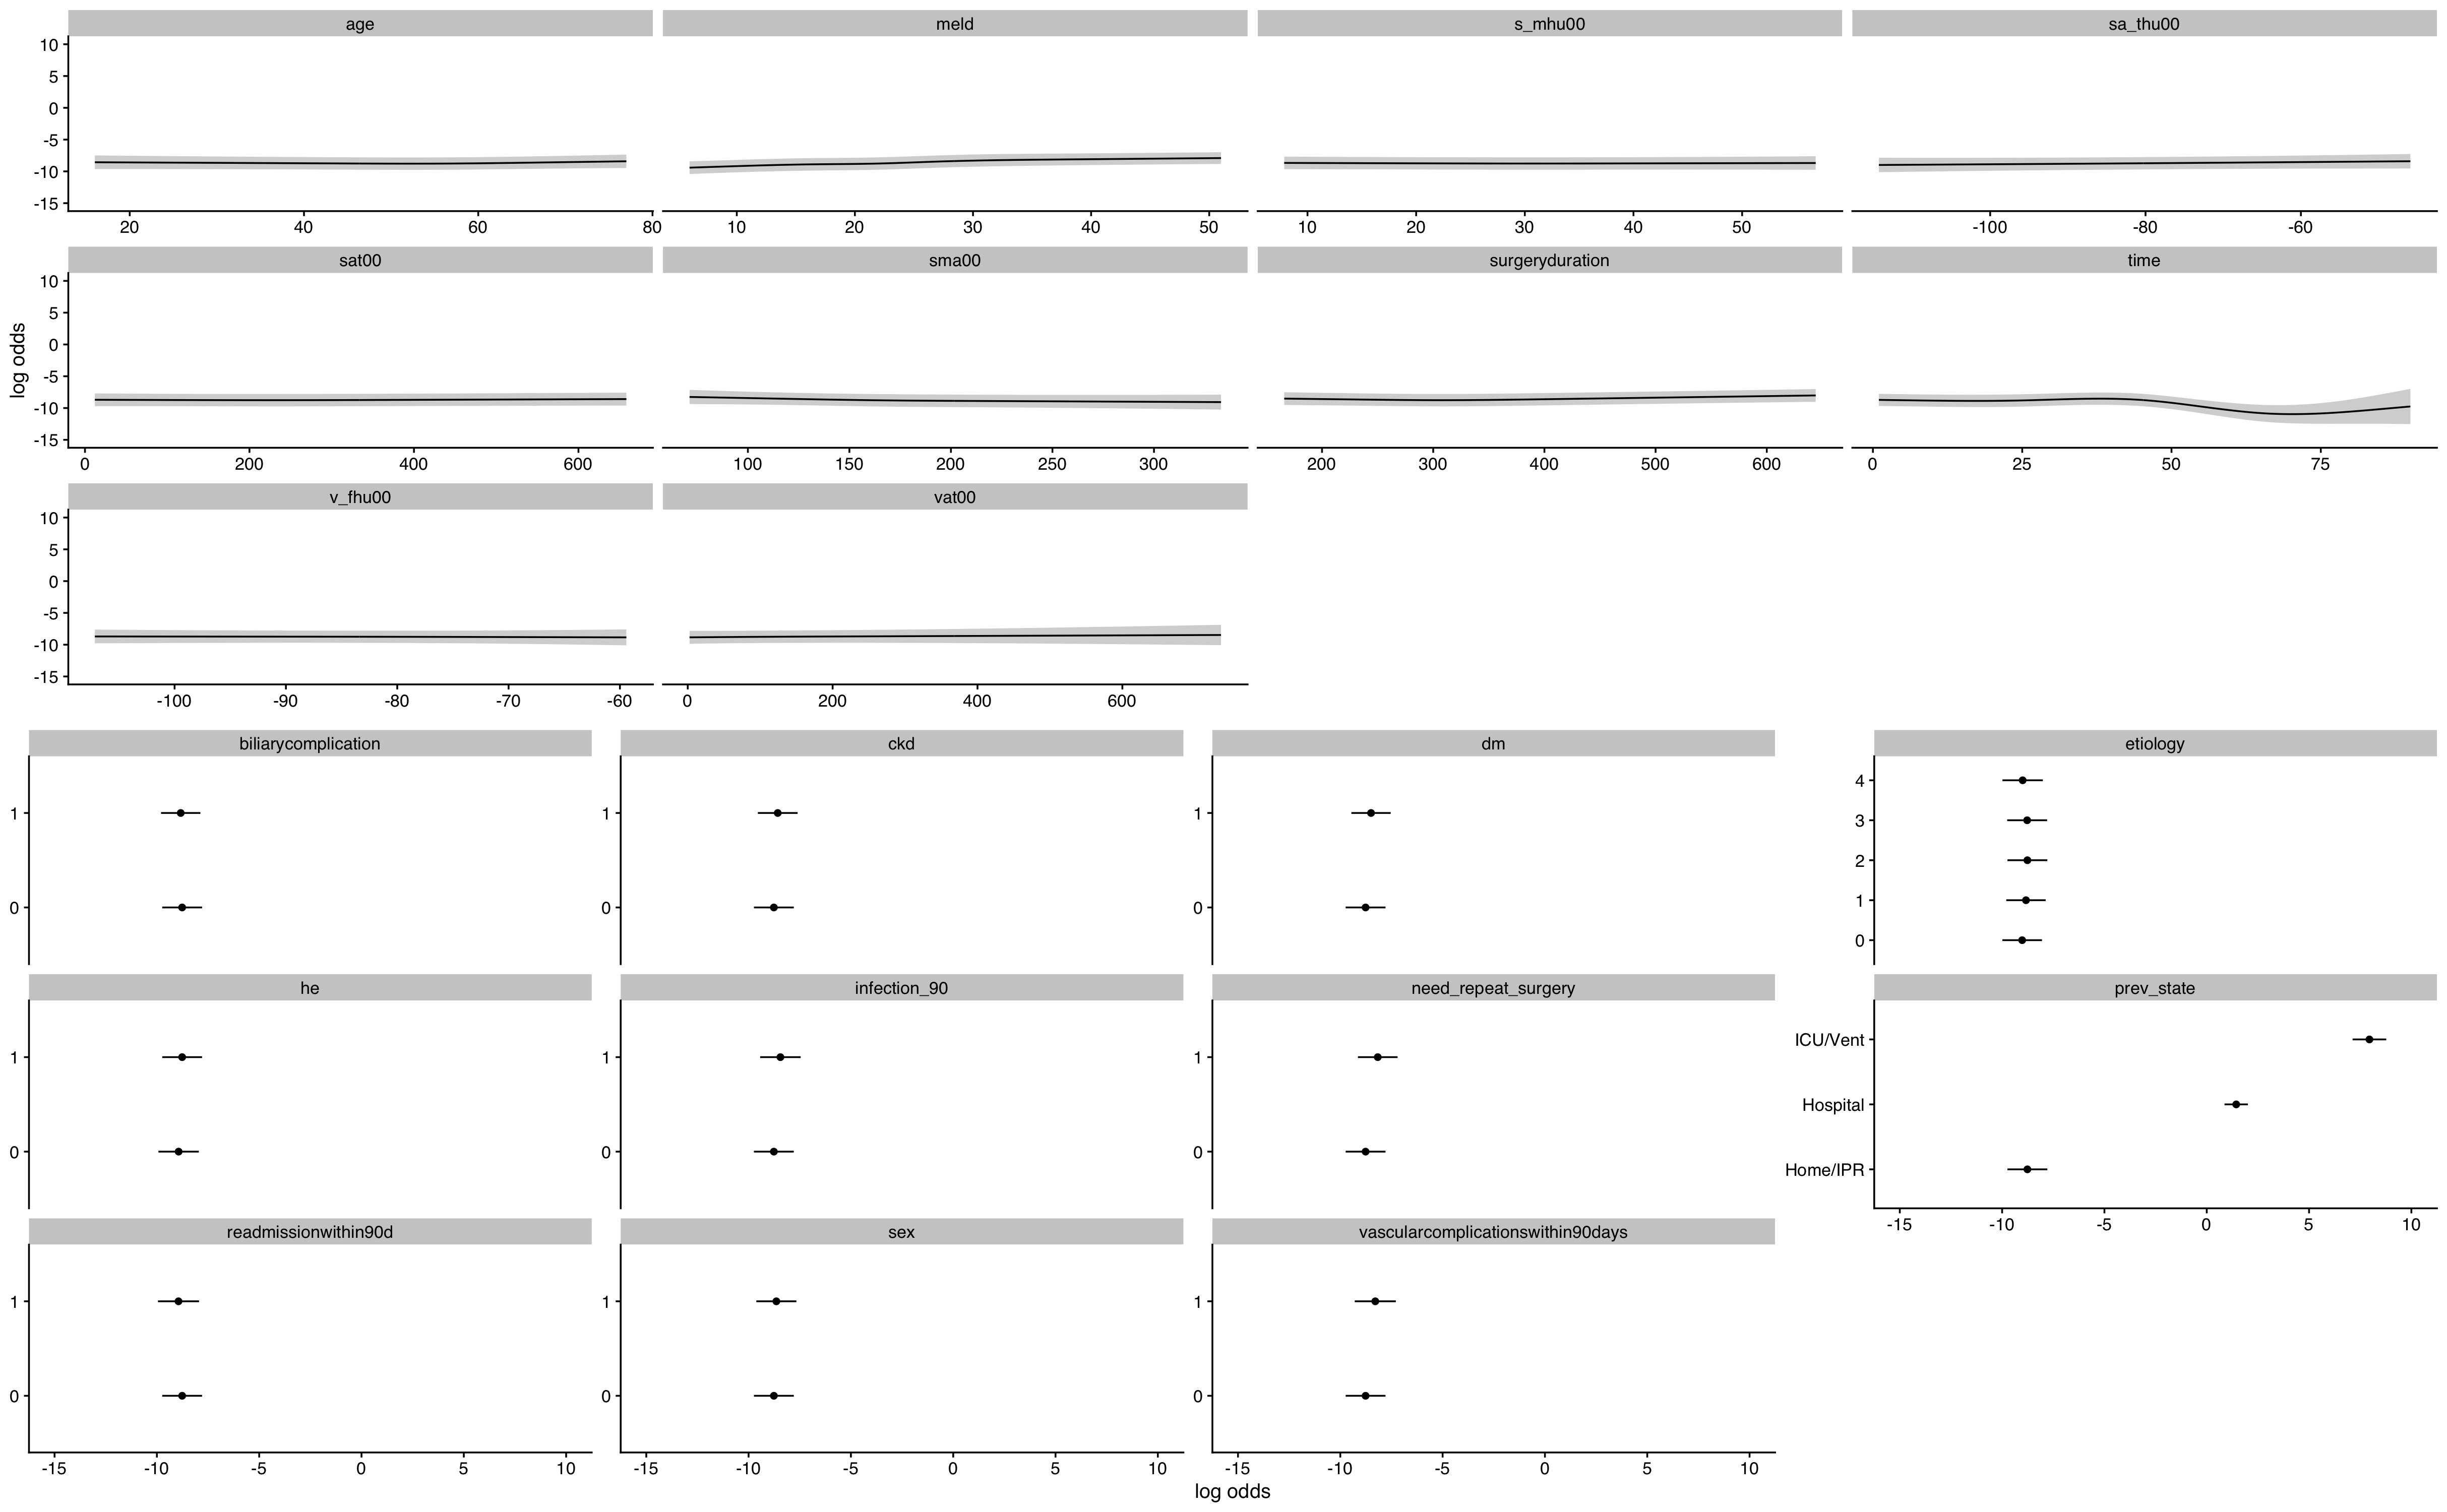 age meld s_mhu00 sa_thu00
10
5
0
-5
-10
-15
20 40 60 80 10 20 30 40 50 10 20 30 40 50 -100 -80 -60
sat00 sma00 surgeryduration time
10
5
0
-5
-10
-15
log odds
0 200 400 600 100 150 200 250 300 200 300 400 500 600 0 25 50 75
v_fhu00 vat00
10
5
0
-5
-10
-15
-100 -90 -80 -70 -60 0 200 400 600
biliarycomplication ckd dm etiology
1 1 1
0 0 0
4
3
2
1
0
he infection_90 need_repeat_surgery prev_state
1 1 1
0 0 0
ICU/Vent
Hospital
Home/IPR
-15 -10 -5 0 5 10
readmissionwithin90d sex vascularcomplicationswithin90days
1 1 1
0 0 0
-15 -10 -5 0 5 10 -15 -10 -5 0 5 10 -15 -10 -5 0 5 10
log odds